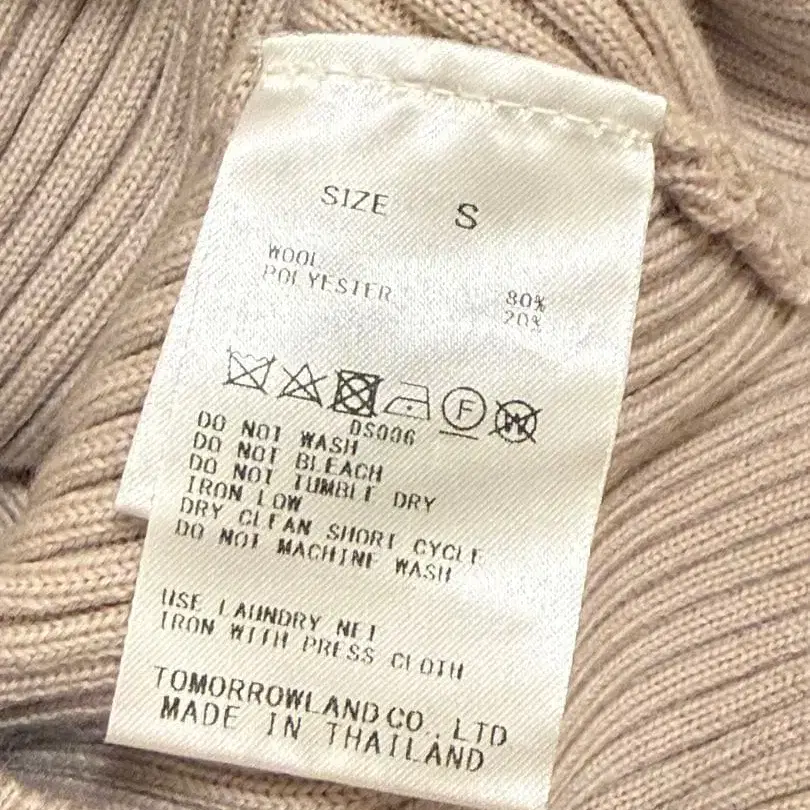 SIZE S
WOOL 80%
POLYESTER 20%
F W
DS006
DO NOT WASH
DO NOT BLEACH
DO NOT TUMBLE DRY
IRON LOW
DRY CLEAN SHORT CYCLE
DO NOT MACHINE WASH
USE LAUNDRY NET
IRON WITH PRESS CLOTH
TOMORROWLAND CO., LTD
MADE IN THAILAND